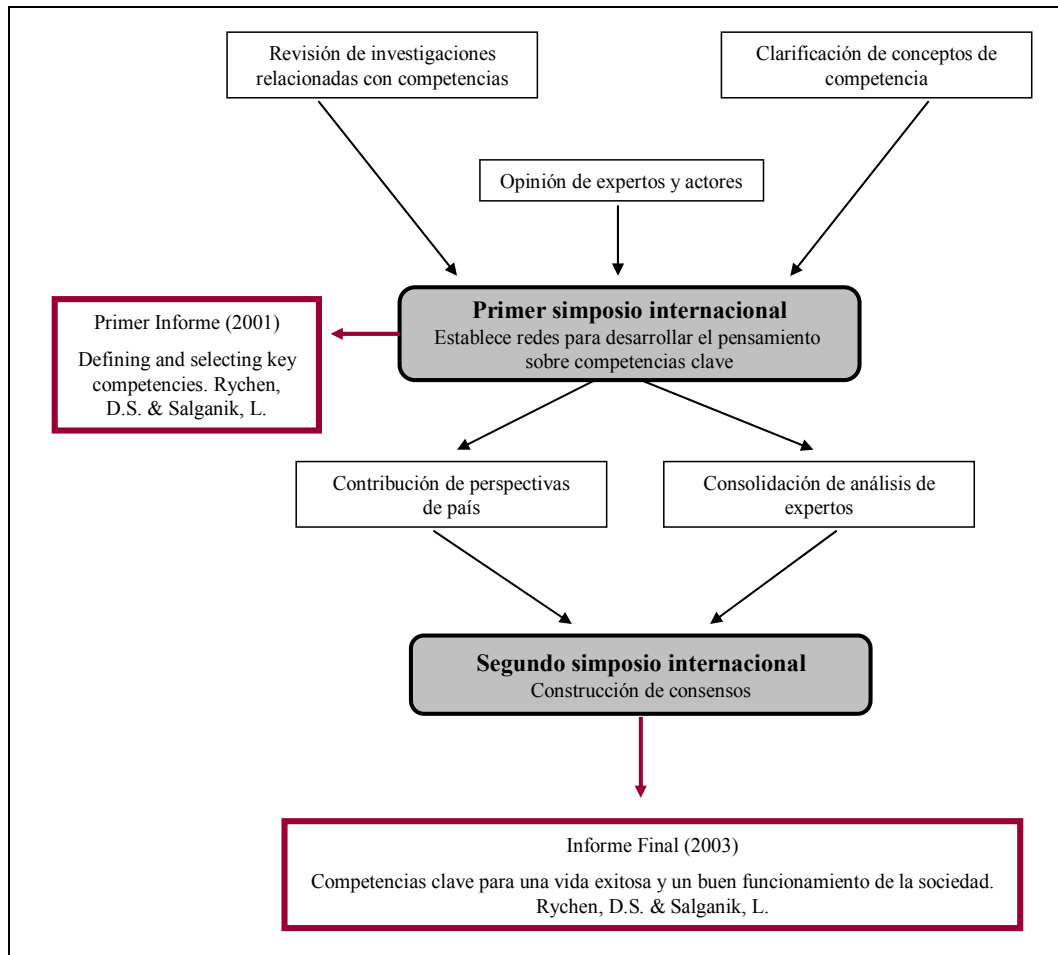 Revisión de investigaciones
relacionadas con competencias
Clarificación de conceptos de
competencia
Opinión de expertos y actores
Primer simposio internacional
Establece redes para desarrollar el pensamiento
sobre competencias clave
Primer Informe (2001)
Defining and selecting key
competencies. Rychen,
D.S. & Salganik, L.
Contribución de perspectivas
de país
Consolidación de análisis de
expertos
Segundo simposio internacional
Construcción de consensos
Informe Final (2003)
Competencias clave para una vida exitosa y un buen funcionamiento de la sociedad.
Rychen, D.S. & Salganik, L.